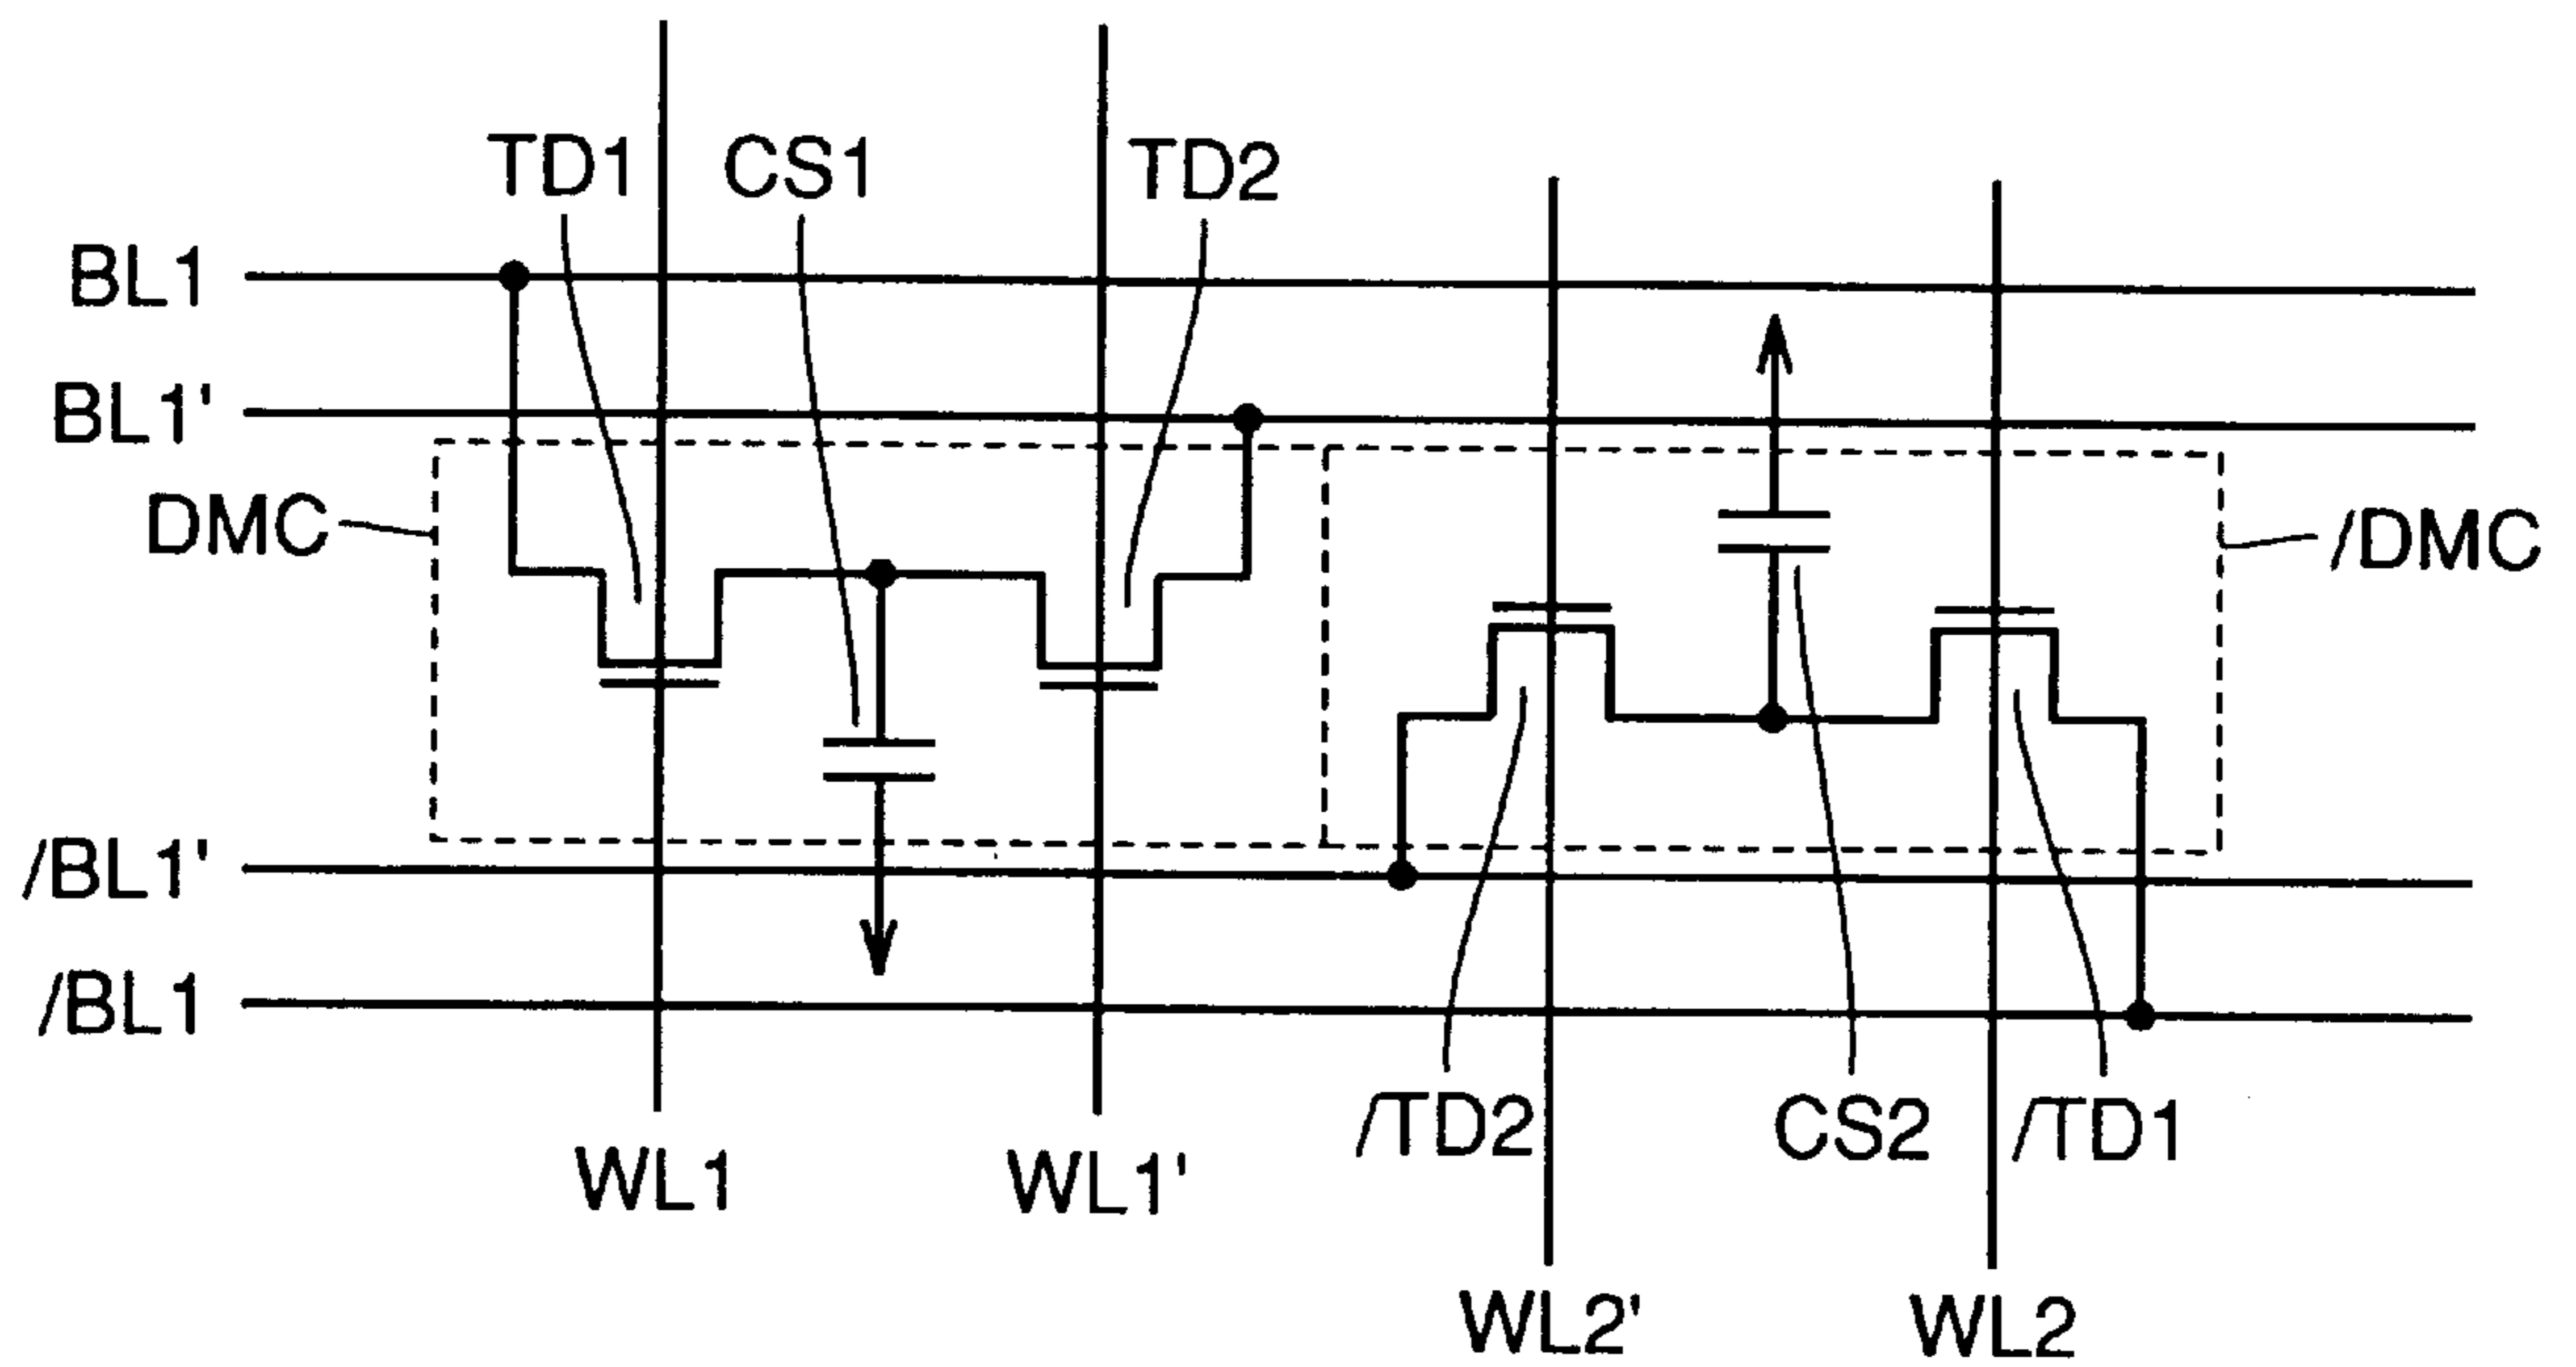 TD1
CS1
TD2
BL1
BL1'
DMC
/DMC
/BL1'
/BL1
/TD2
CS2
/TD1
WL1
WL1'
WL2'
WL2